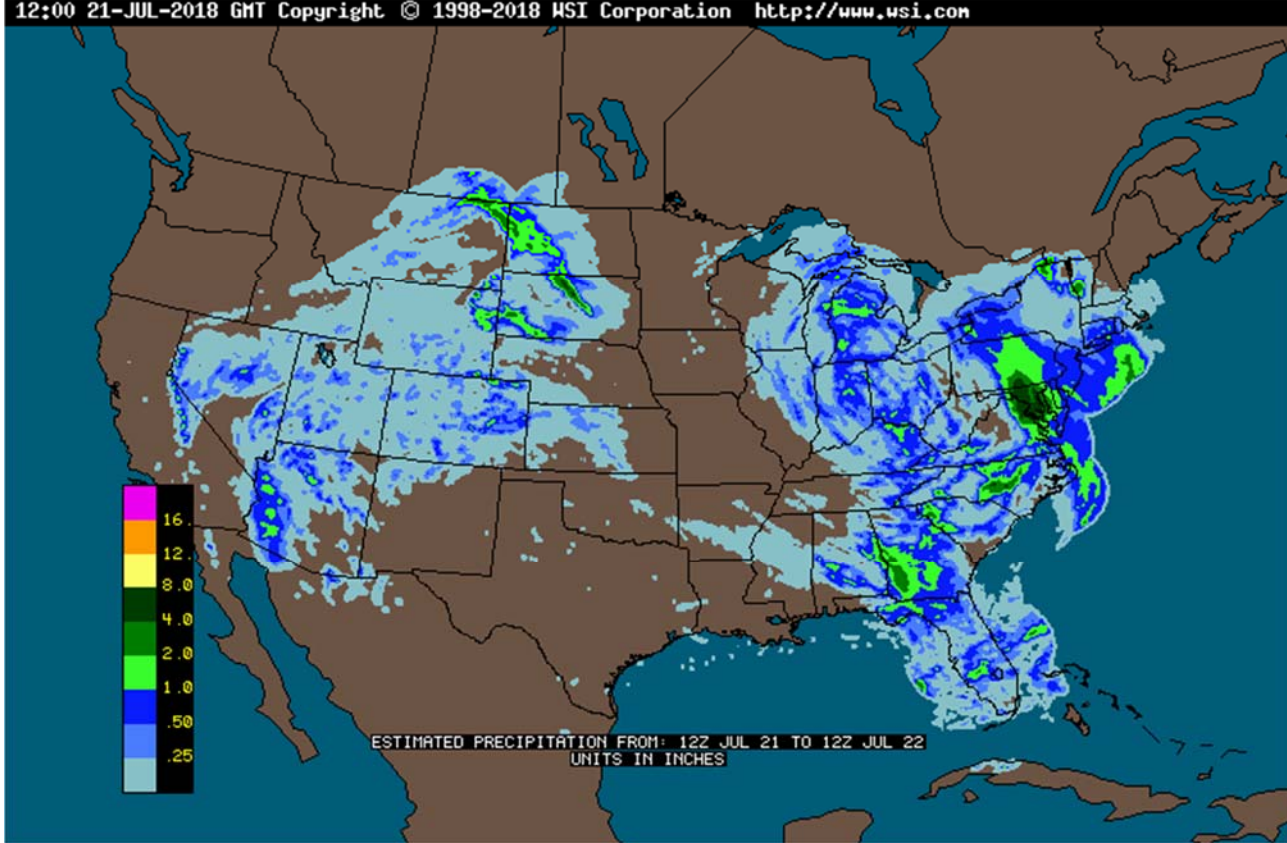 12:00 21-JUL-2018 GMT Copyright © 1998-2018 WSI Corporation http://www.wsi.com
16.
12.
8.0
4.0
2.0
1.0
.50
.25
ESTIMATED PRECIPITATION FROM: 12Z JUL 21 TO 12Z JUL 22
UNITS IN INCHES